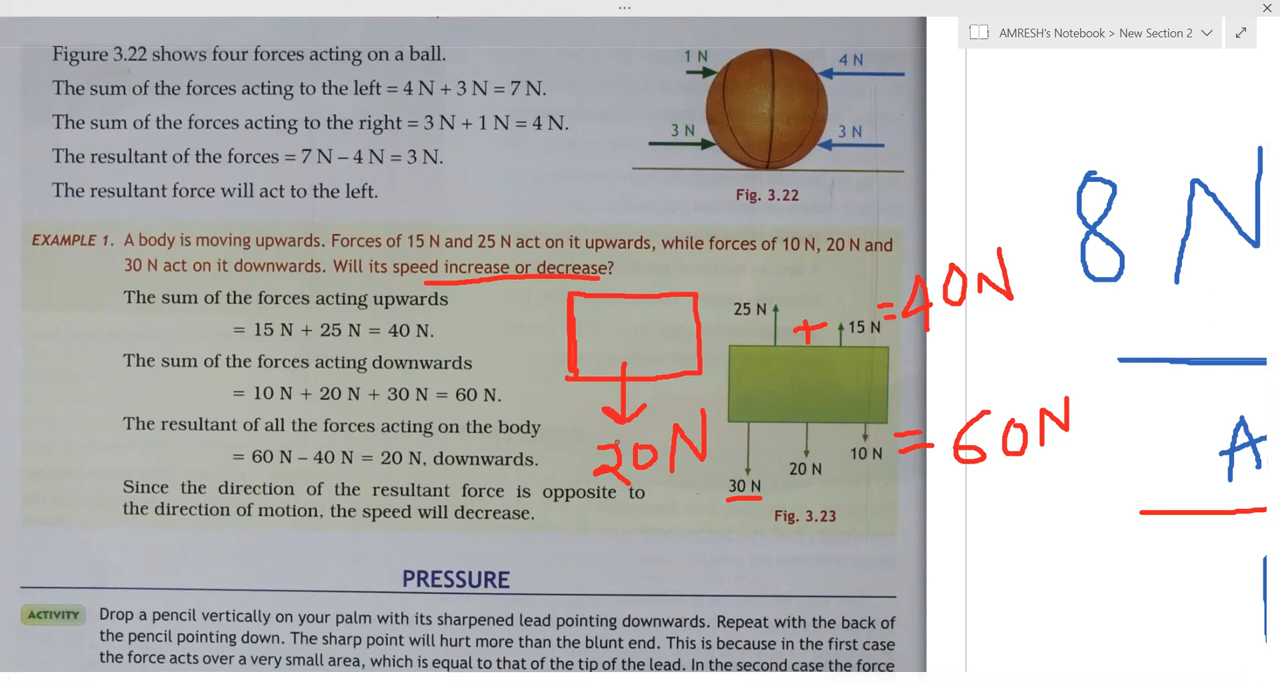 AMRESH's Notebook > New Section 2
Figure 3.22 shows four forces acting on a ball.
The sum of the forces acting to the left = 4 N + 3 N = 7 N.
The sum of the forces acting to the right = 3 N + 1 N = 4 N.
The resultant of the forces = 7 N – 4 N = 3 N.
The resultant force will act to the left.
1 N
4 N
3 N
3 N
Fig. 3.22
8 N
EXAMPLE 1. A body is moving upwards. Forces of 15 N and 25 N act on it upwards, while forces of 10 N, 20 N and
30 N act on it downwards. Will its speed increase or decrease?
The sum of the forces acting upwards
= 15 N + 25 N = 40 N.
The sum of the forces acting downwards
= 10 N + 20 N + 30 N = 60 N.
The resultant of all the forces acting on the body
= 60 N – 40 N = 20 N, downwards.
Since the direction of the resultant force is opposite to
the direction of motion, the speed will decrease.
20N
25 N
+
15 N
=40N
30 N
20 N
10 N
=60N
Fig. 3.23
A
PRESSURE
ACTIVITY Drop a pencil vertically on your palm with its sharpened lead pointing downwards. Repeat with the back of
the pencil pointing down. The sharp point will hurt more than the blunt end. This is because in the first case
the force acts over a very small area, which is equal to that of the tip of the lead. In the second case the force